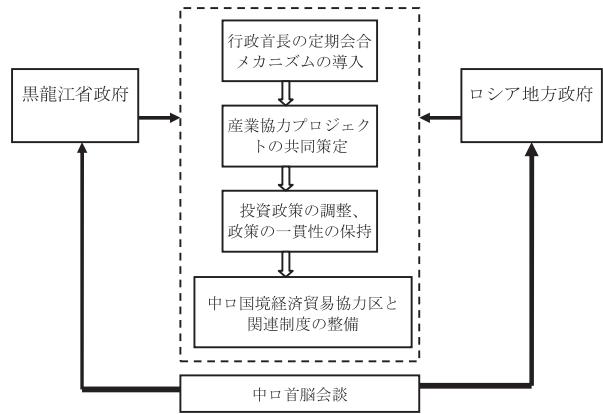 行政首長の定期会合
メカニズムの導入
黒龍江省政府
ロシア地方政府
産業協力プロジェク
トの共同策定
投資政策の調整、
政策の一貫性の保持
中ロ国境経済貿易協力区と
関連制度の整備
中ロ首脳会談